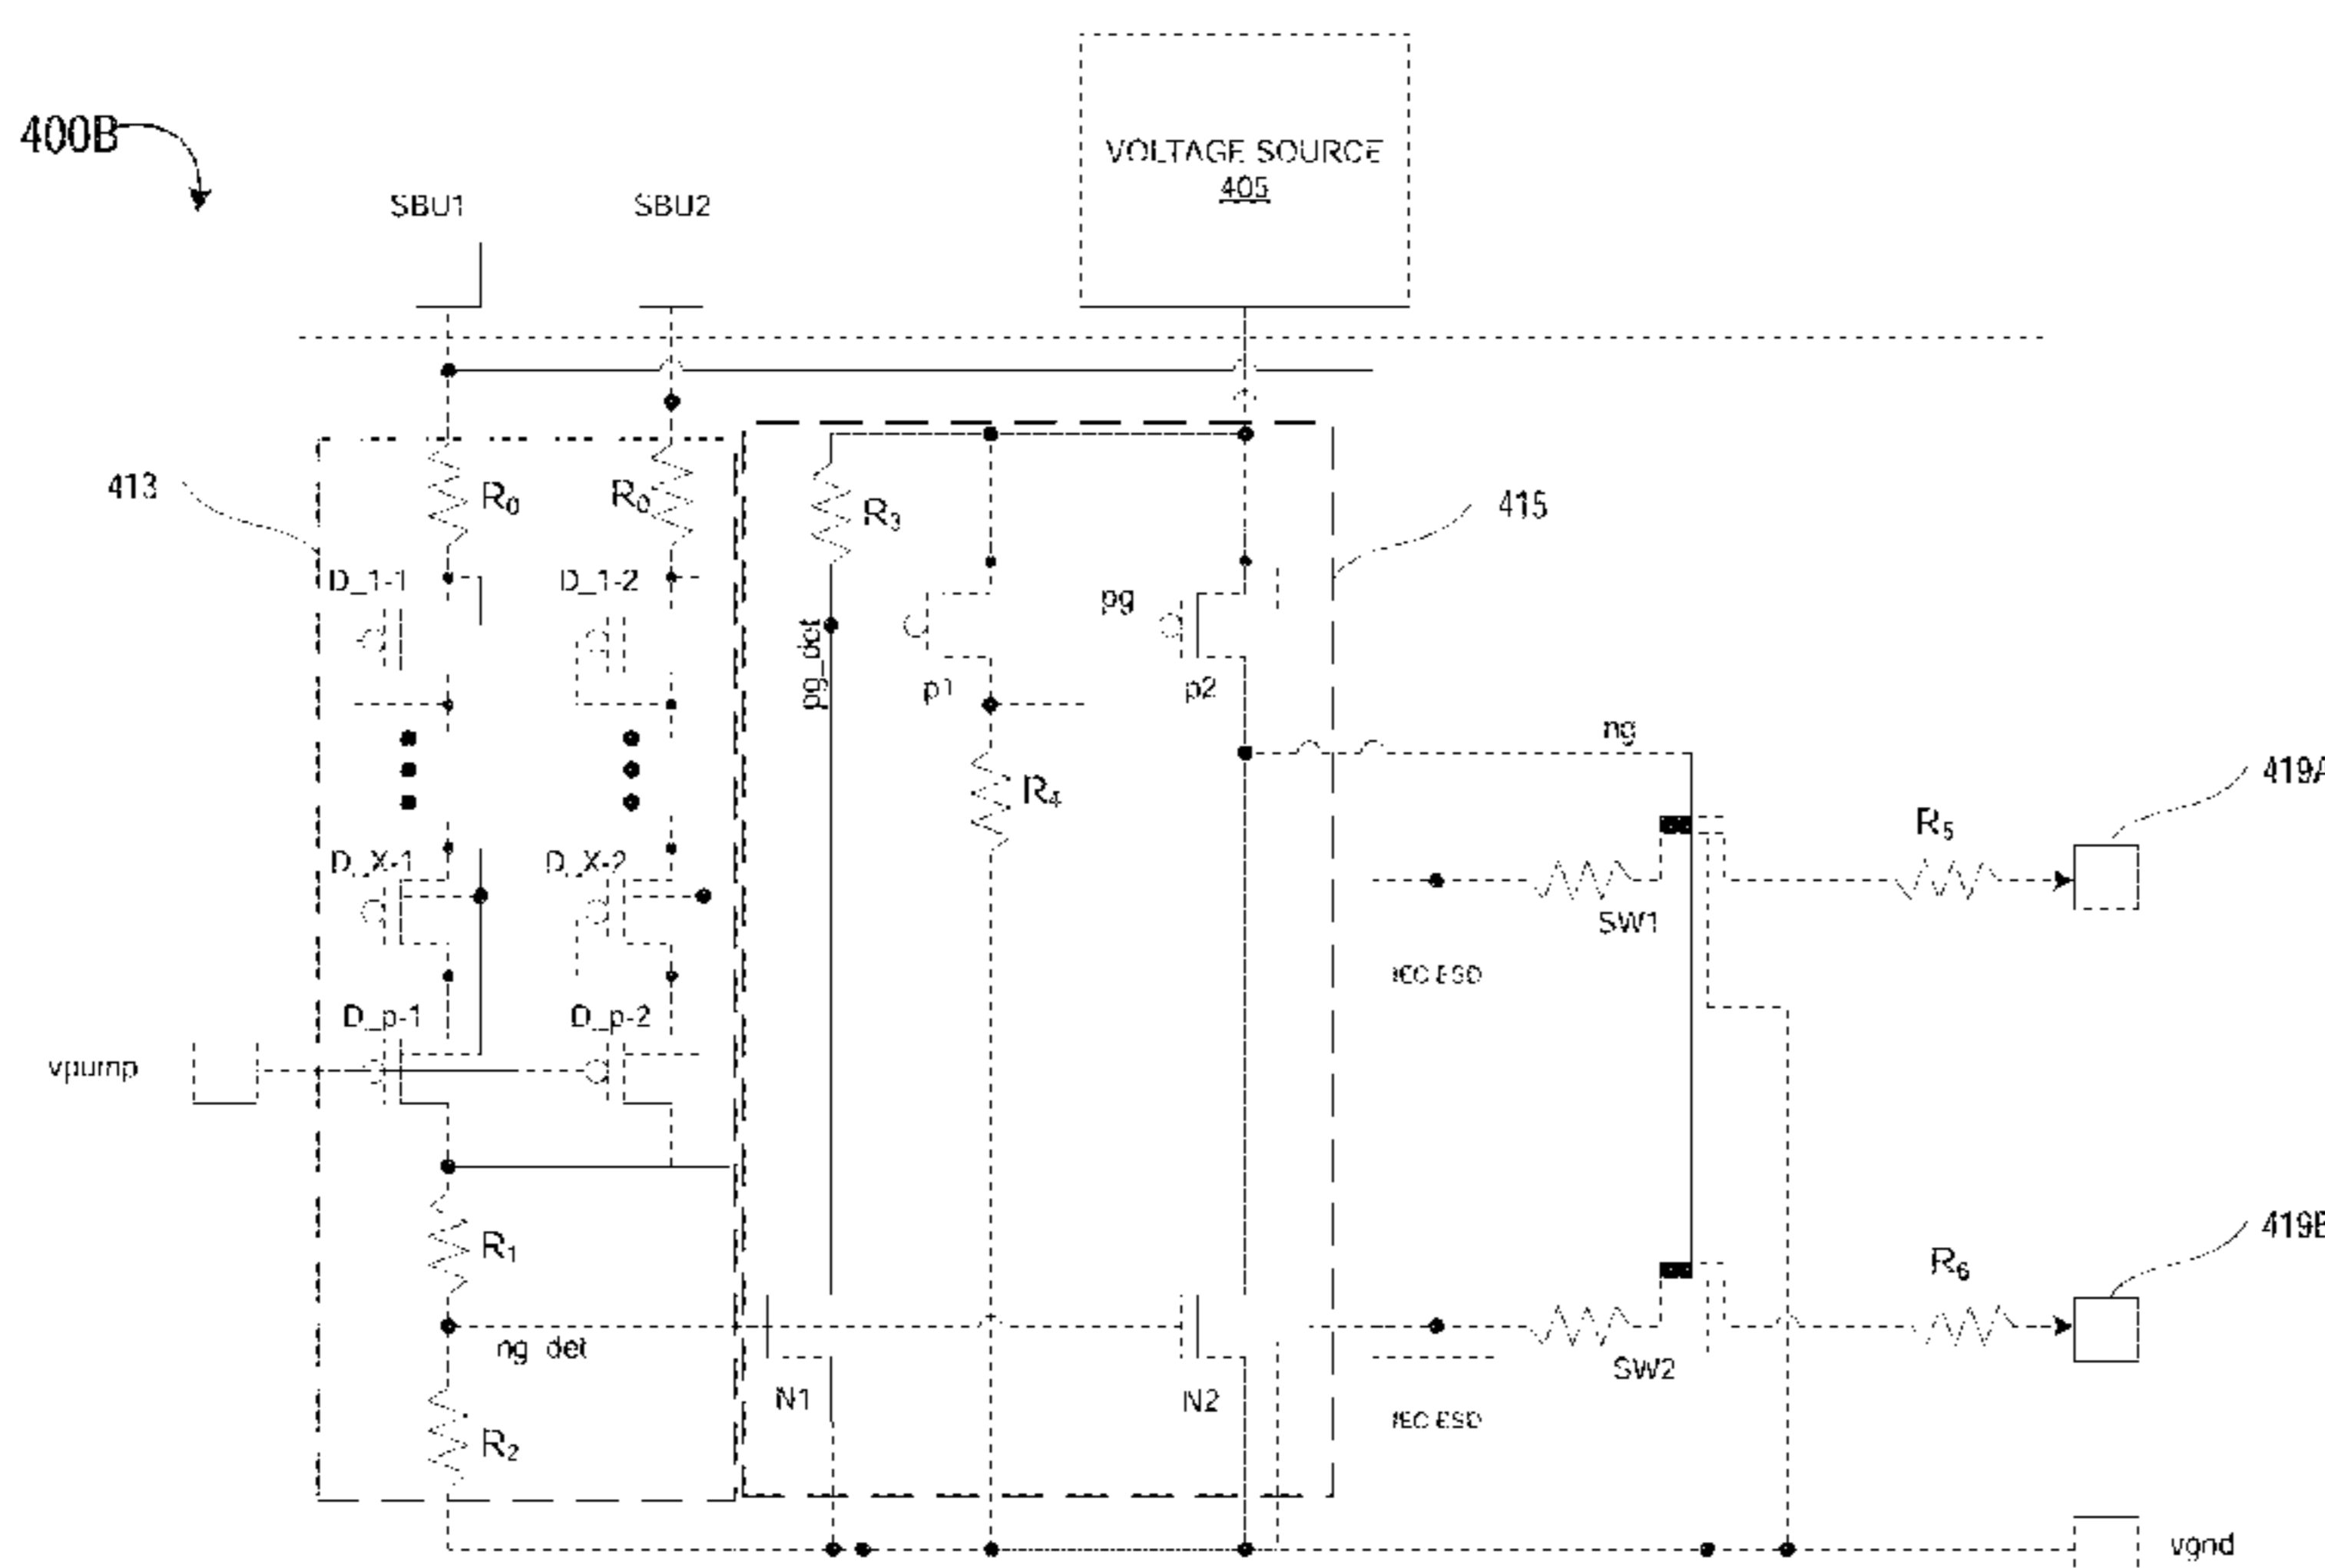 400B
VOLTAGE SOURCE
405
SBU1
SBU2
413
R0
R0
R3
415
D_1-1
D_1-2
pg_det
pg
p1
p2
ng
419A
R4
R5
D_X-1
D_X-2
SW1
IEC ESD
D_p-1
D_p-2
vpump
419B
R1
R6
ng_det
SW2
N1
N2
IEC ESD
R2
vgnd